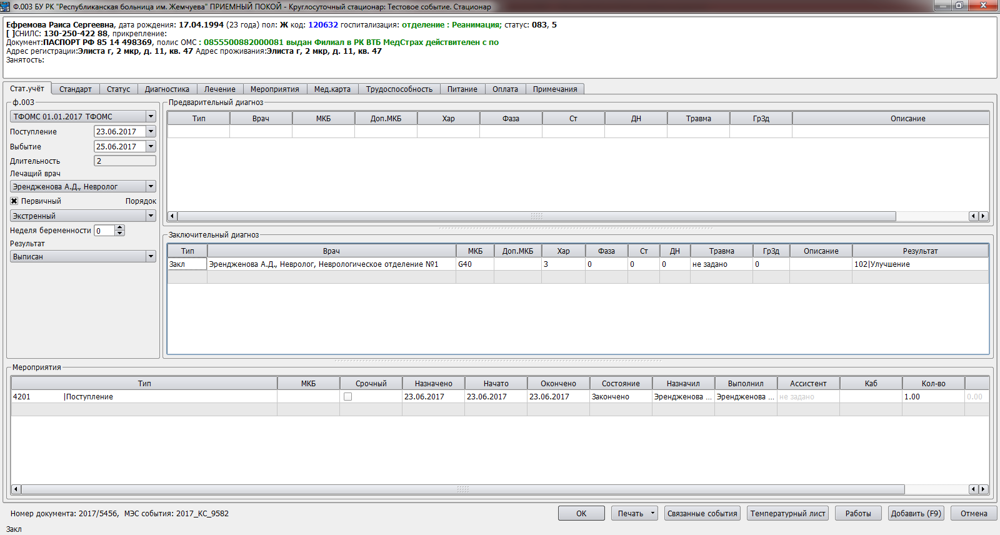 Ф.003 БУ РК "Республиканская больница им. Жемчуева" ПРИЕМНЫЙ ПОКОЙ - Круглосуточный стационар: Тестовое событие. Стационар
Ефремова Раиса Сергеевна, дата рождения: 17.04.1994 (23 года) пол: Ж код: 120632 госпитализация: отделение : Реанимация; статус: 083, 5
[ ]СНИЛС: 130-250-422 88, прикрепление:
Документ:ПАСПОРТ РФ 85 14 498369, полис ОМС : 0855500882000081 выдан Филиал в РК ВТБ МедСтрах действителен с по
Адрес регистрации:Элиста г, 2 мкр, д. 11, кв. 47 Адрес проживания:Элиста г, 2 мкр, д. 11, кв. 47
Занятость:
Стат.учёт Стандарт Статус Диагностика Лечение Мероприятия Мед.карта Трудоспособность Питание Оплата Примечания
ф.003
ТФОМС 01.01.2017 ТФОМС
Поступление 23.06.2017
Выбытие 25.06.2017
Длительность 2
Лечащий врач
Эрендженова А.Д., Невролог
Первичный Порядок
Экстренный
Неделя беременности 0
Результат
Выписан
Предварительный диагноз
Тип Врач МКБ Доп.МКБ Хар Фаза Ст ДН Травма ГрЗд Описание
Заключительный диагноз
Тип Врач МКБ Доп.МКБ Хар Фаза Ст ДН Травма ГрЗд Описание Результат
Закл Эрендженова А.Д., Невролог, Неврологическое отделение №1 G40 3 0 0 0 не задано 0 102|Улучшение
Мероприятия
Тип МКБ Срочный Назначено Начато Окончено Состояние Назначил Выполнил Ассистент Каб Кол-во
4201 |Поступление 23.06.2017 23.06.2017 23.06.2017 Закончено Эрендженова ... Эрендженова ... не задано 1.00 0.00
Номер документа: 2017/5456, МЭС события: 2017_КС_9582
ОК Печать Связанные события Температурный лист Работы Добавить (F9) Отмена
Закл